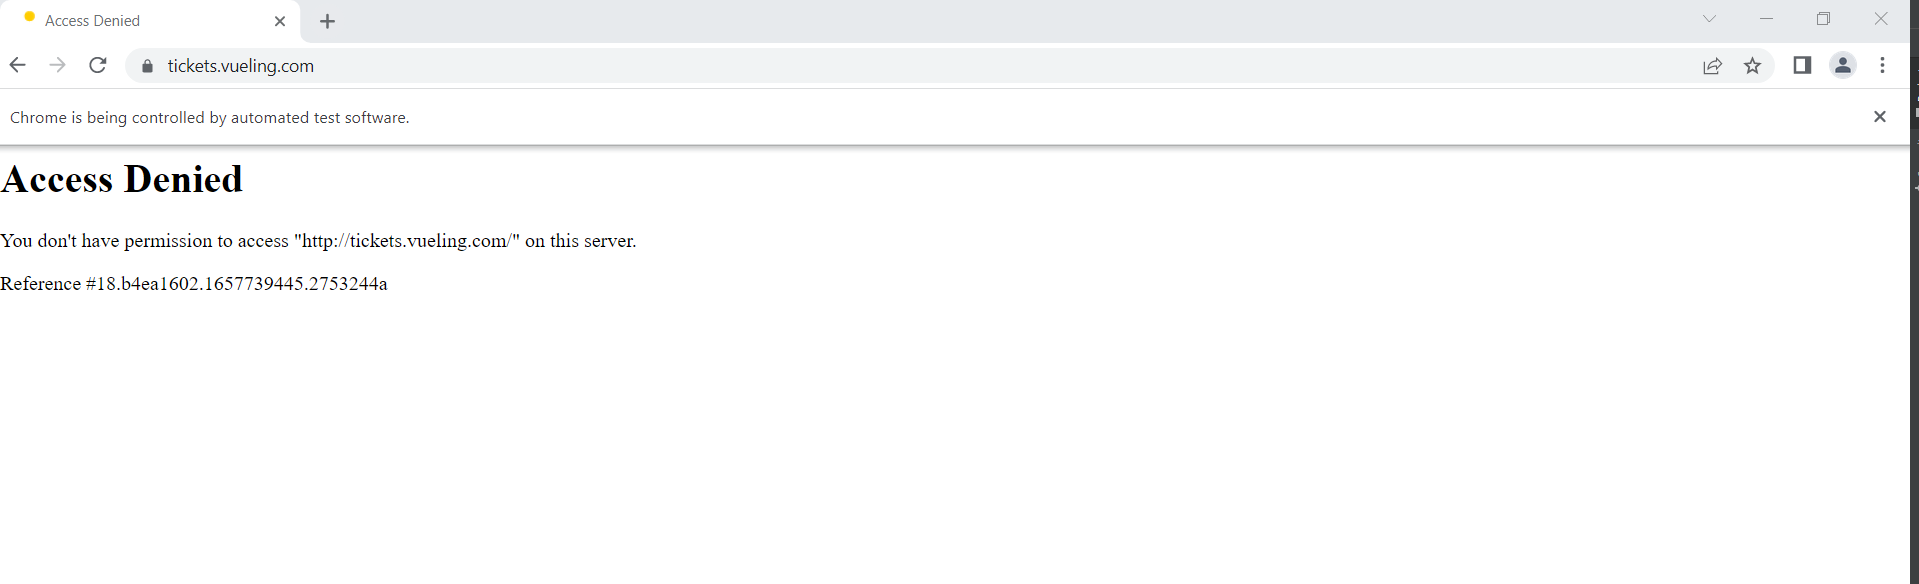 Access Denied
tickets.vueling.com
Chrome is being controlled by automated test software.
Access Denied
You don't have permission to access "http://tickets.vueling.com/" on this server.
Reference #18.b4ea1602.1657739445.2753244a